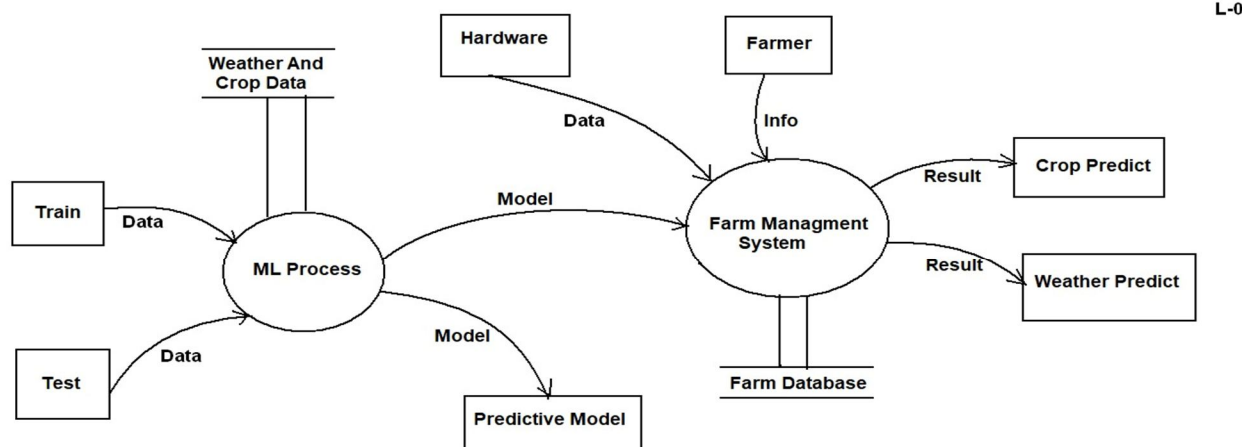 L-0
Hardware
Farmer
Weather And
Crop Data
Data
Info
Crop Predict
Result
Train
Data
Model
Farm Managment
System
ML Process
Result
Weather Predict
Model
Data
Test
Farm Database
Predictive Model